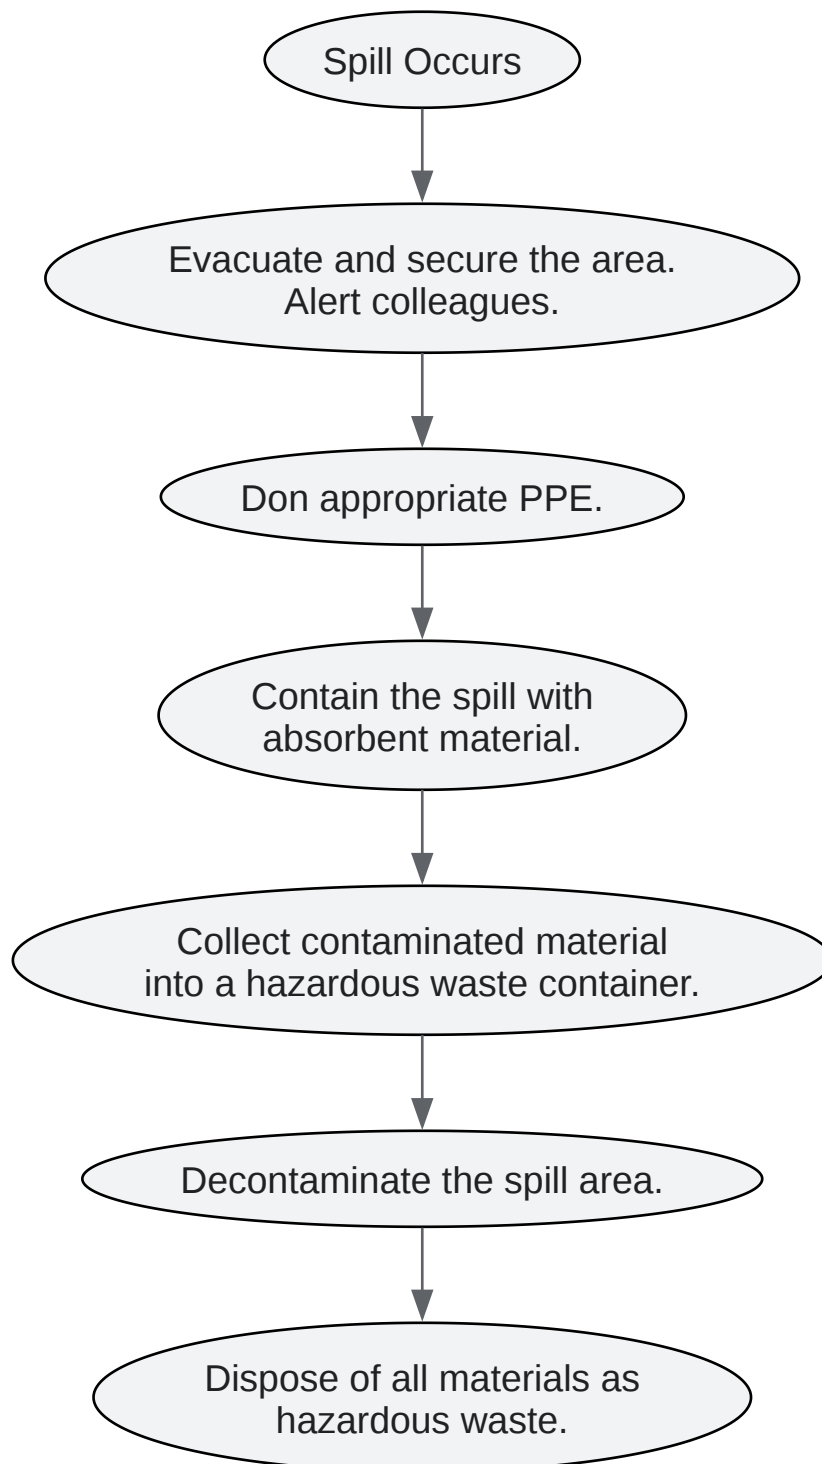 Spill Occurs
Evacuate and secure the area.
Alert colleagues.
Don appropriate PPE.
Contain the spill with
absorbent material.
Collect contaminated material
into a hazardous waste container.
Decontaminate the spill area.
Dispose of all materials as
hazardous waste.